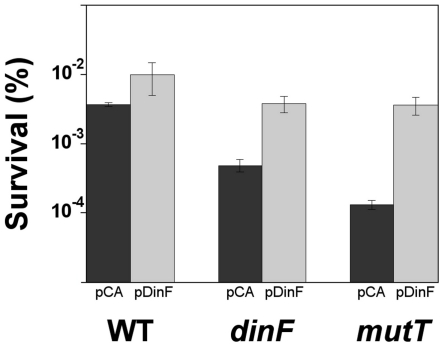 Survival (%)
10-2
10-3
10-4
pCA pDinF pCA pDinF pCA pDinF
WT dinF mutT